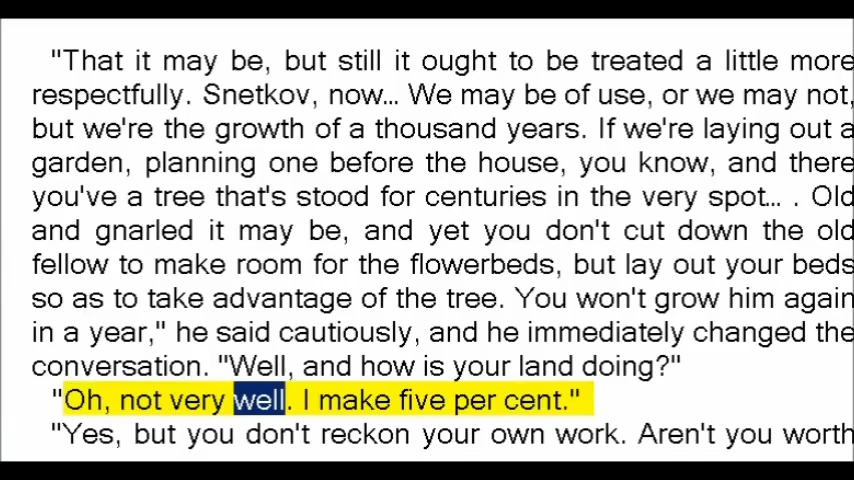 "That it may be, but still it ought to be treated a little more
respectfully. Snetkov, now... We may be of use, or we may not,
but we're the growth of a thousand years. If we're laying out a
garden, planning one before the house, you know, and there
you've a tree that's stood for centuries in the very spot... . Old
and gnarled it may be, and yet you don't cut down the old
fellow to make room for the flowerbeds, but lay out your beds
so as to take advantage of the tree. You won't grow him again
in a year," he said cautiously, and he immediately changed the
conversation. "Well, and how is your land doing?"
"Oh, not very well. I make five per cent."
"Yes, but you don't reckon your own work. Aren't you worth